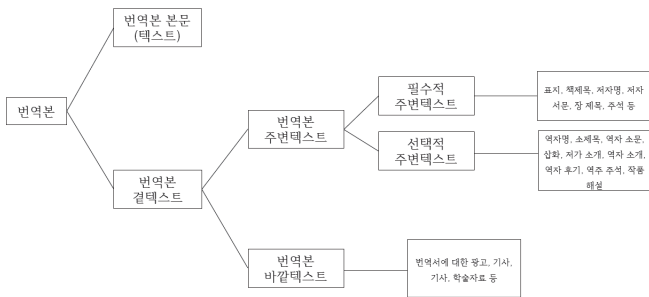 번역본
번역본 본문
(텍스트)
번역본
곁텍스트
번역본
주변텍스트
필수적
주변텍스트
표지, 책제목, 저자명, 저자
서문, 장 제목, 주석 등
선택적
주변텍스트
역자명, 소제목, 역자 소문,
삽화, 저가 소개, 역자 소개,
역자 후기, 역주 주석, 작품
해설
번역본
바깥텍스트
번역서에 대한 광고, 기사,
기사, 학술자료 등